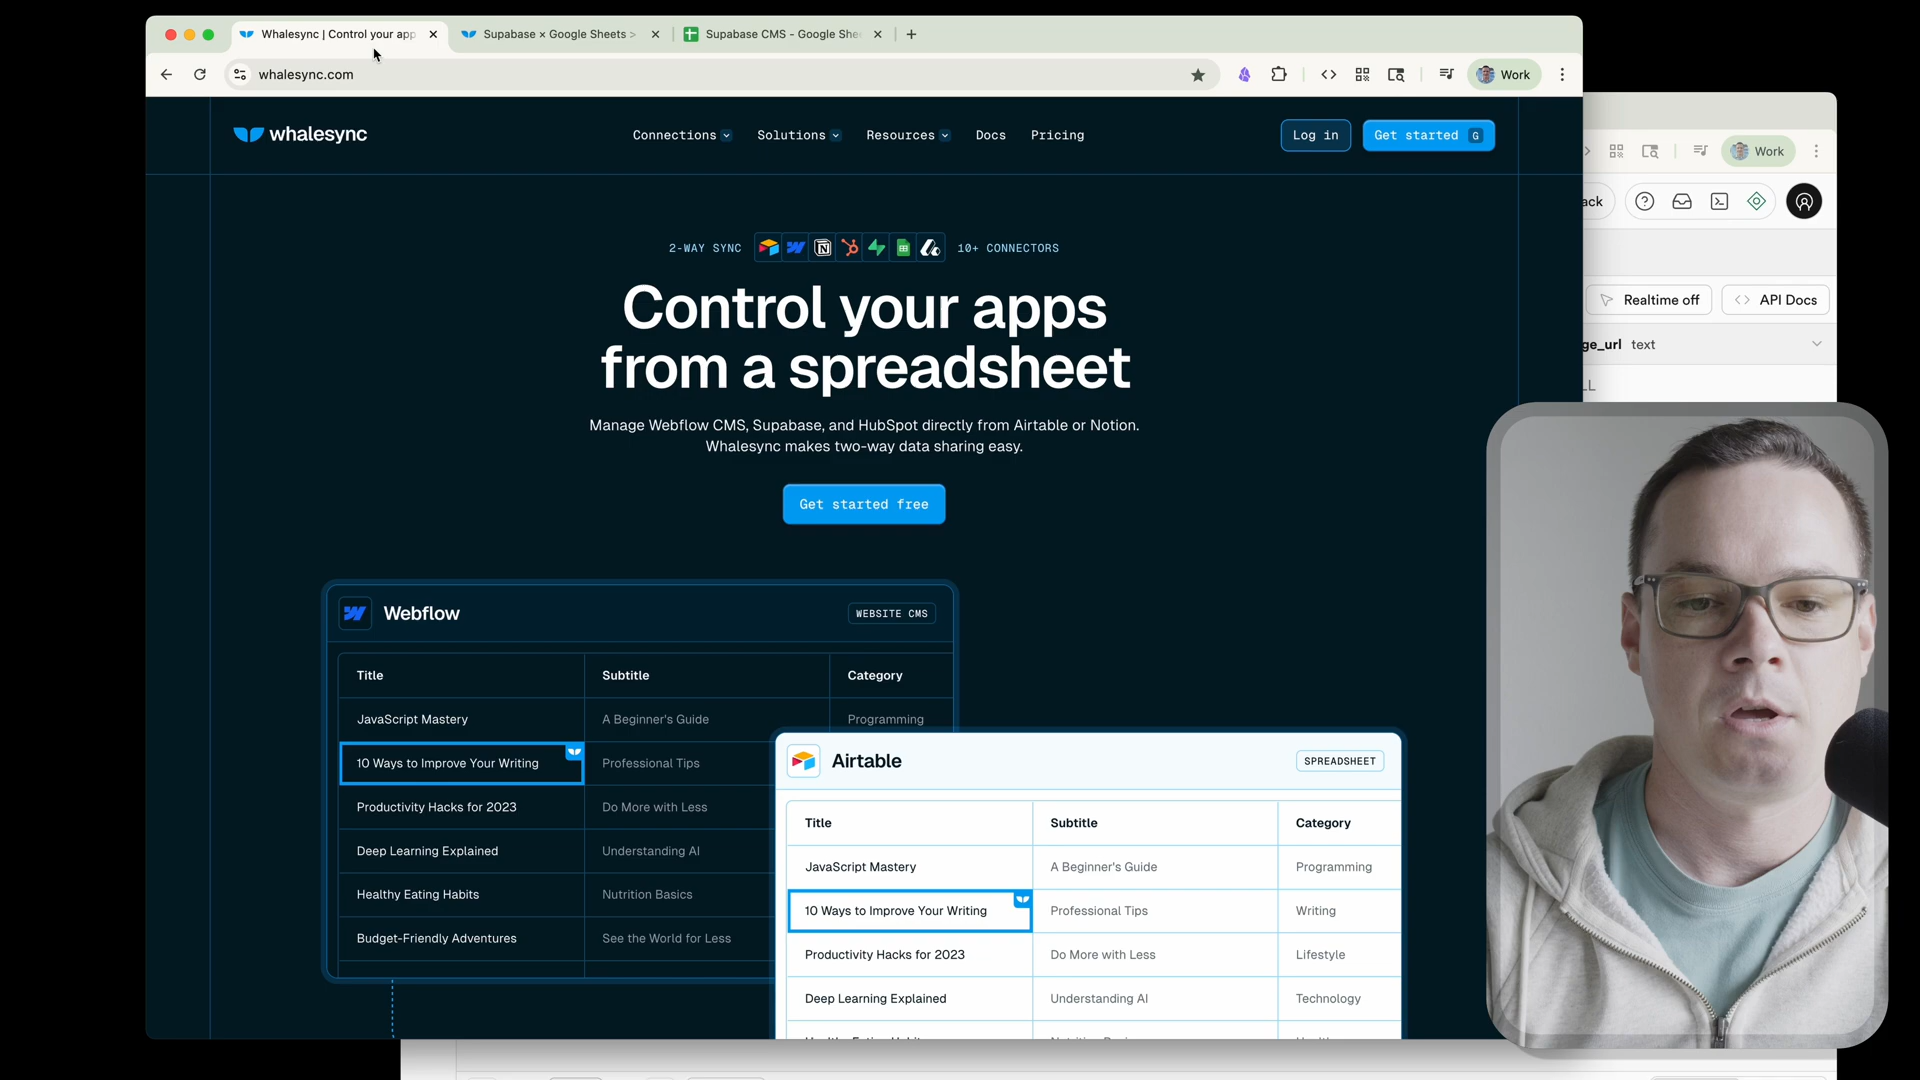 Whalesync | Control your app
Supabase × Google Sheets >
Supabase CMS - Google She
whalesync.com
Work
whalesync
Connections
Solutions
Resources
Docs
Pricing
Log in
Get started G
Work
ack
Realtime off
API Docs
ge_url text
LL
2-WAY SYNC
10+ CONNECTORS
Control your apps
from a spreadsheet
Manage Webflow CMS, Supabase, and HubSpot directly from Airtable or Notion.
Whalesync makes two-way data sharing easy.
Get started free
Webflow
WEBSITE CMS
Title Subtitle Category
JavaScript Mastery A Beginner's Guide Programming
10 Ways to Improve Your Writing Professional Tips
Productivity Hacks for 2023 Do More with Less
Deep Learning Explained Understanding AI
Healthy Eating Habits Nutrition Basics
Budget-Friendly Adventures See the World for Less
Airtable
SPREADSHEET
Title Subtitle Category
JavaScript Mastery A Beginner's Guide Programming
10 Ways to Improve Your Writing Professional Tips Writing
Productivity Hacks for 2023 Do More with Less Lifestyle
Deep Learning Explained Understanding AI Technology